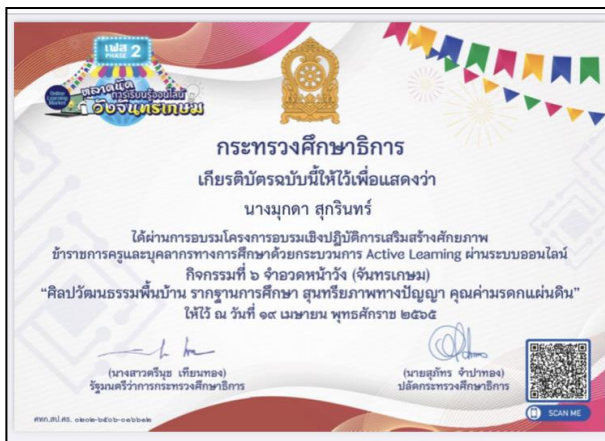 เฟส 2
PHASE 2
Online
Learning
Market
ตลาดนัด
การเรียนรู้ออนไลน์
วังจันทรเกษม
กระทรวงศึกษาธิการ
เกียรติบัตรฉบับนี้ให้ไว้เพื่อแสดงว่า
นางมุกดา สุกรินทร์
ได้ผ่านการอบรมโครงการอบรมเชิงปฏิบัติการเสริมสร้างศักยภาพ
ข้าราชการครูและบุคลากรทางการศึกษาด้วยกระบวนการ Active Learning ผ่านระบบออนไลน์
กิจกรรมที่ ๖ จำอวดหน้าวัง (จันทรเกษม)
“ศิลปวัฒนธรรมพื้นบ้าน รากฐานการศึกษา สุนทรียภาพทางปัญญา คุณค่ามรดกแผ่นดิน”
ให้ไว้ ณ วันที่ ๑๙ เมษายน พุทธศักราช ๒๕๖๕
(นางสาวตรีนุช เทียนทอง)
รัฐมนตรีว่าการกระทรวงศึกษาธิการ
(นายสุภัทร จำปาทอง)
ปลัดกระทรวงศึกษาธิการ
SCAN ME